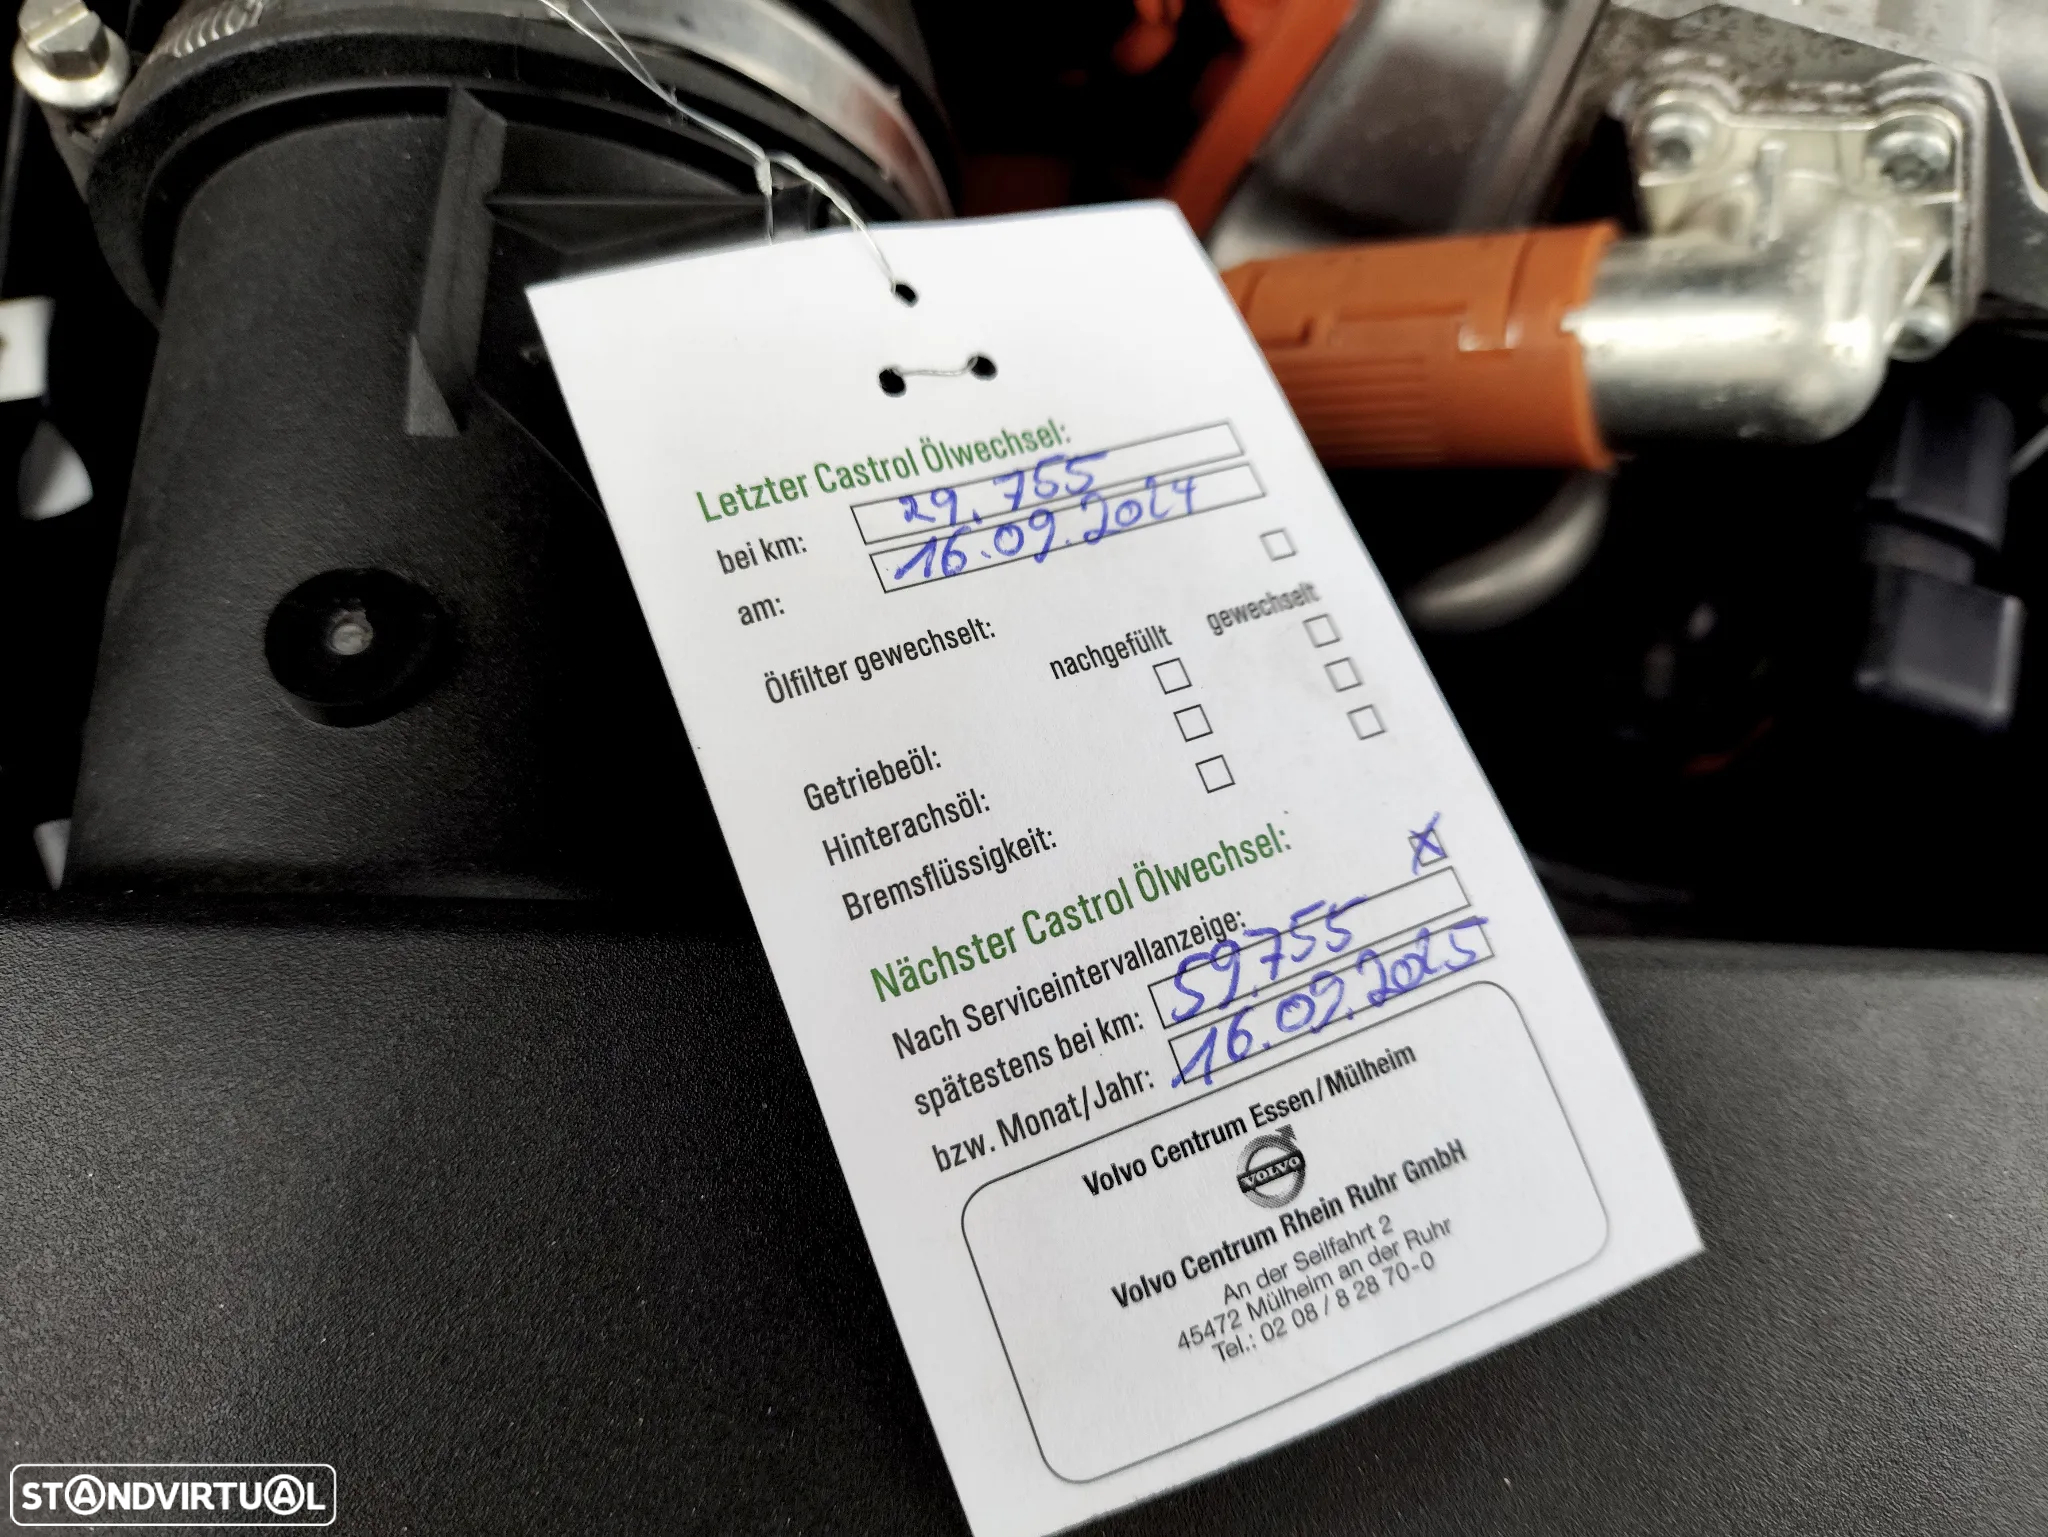 Letzter Castrol Ölwechsel:
bei km: 29.755
am: 16.09.2024
Ölfilter gewechselt:
nachgefüllt gewechselt
Getriebeöl:
Hinterachsöl:
Bremsflüssigkeit:
Nächster Castrol Ölwechsel:
Nach Serviceintervallanzeige: X
spätestens bei km: 59.755
bzw. Monat/Jahr: 16.09.2025
Volvo Centrum Essen/Mülheim
VOLVO
Volvo Centrum Rhein Ruhr GmbH
An der Seilfahrt 2
45472 Mülheim an der Ruhr
Tel.: 02 08 / 8 28 70-0
STANDVIRTUAL